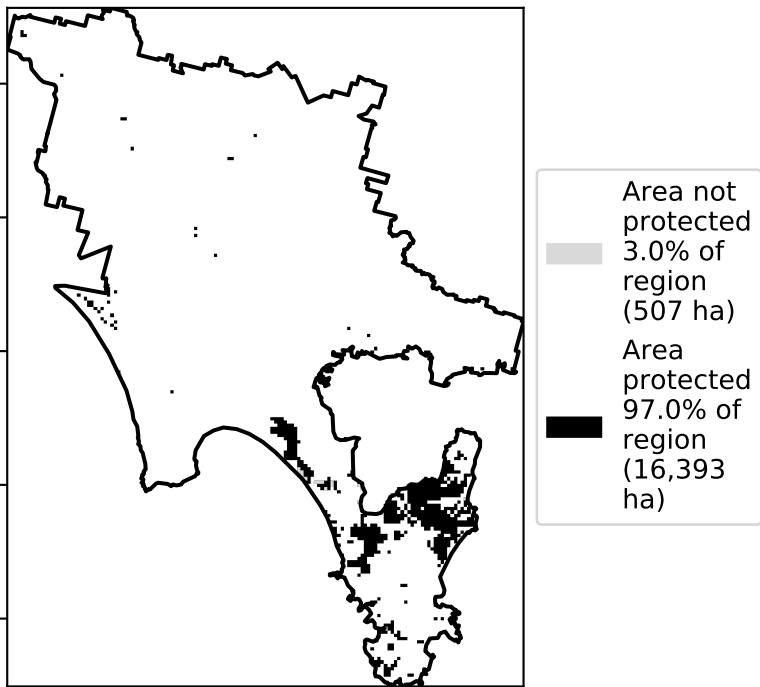 Area not
protected
3.0% of
region
(507 ha)
Area
protected
97.0% of
region
(16,393
ha)